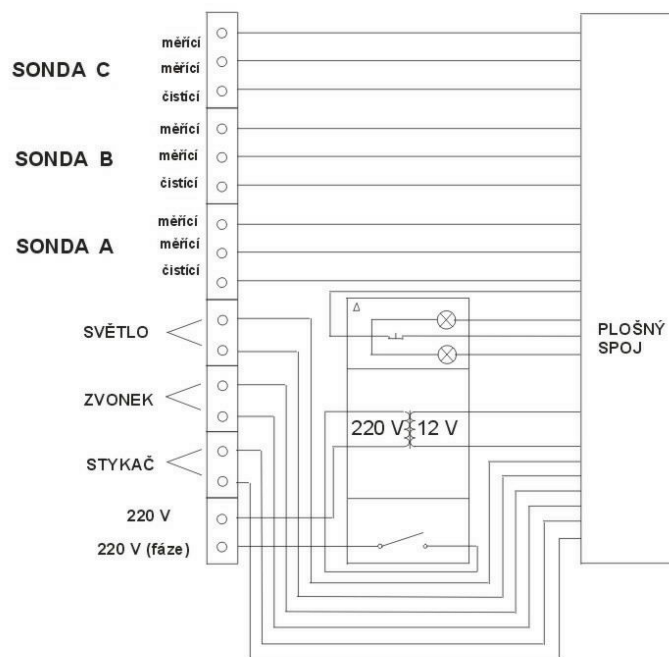 měřící
SONDA C
měřící
čistící
měřící
SONDA B
měřící
čistící
měřící
SONDA A
měřící
čistící
SVĚTLO
ZVONEK
STYKAČ
220 V
220 V (fáze)
220 V
12 V
PLOŠNÝ
SPOJ